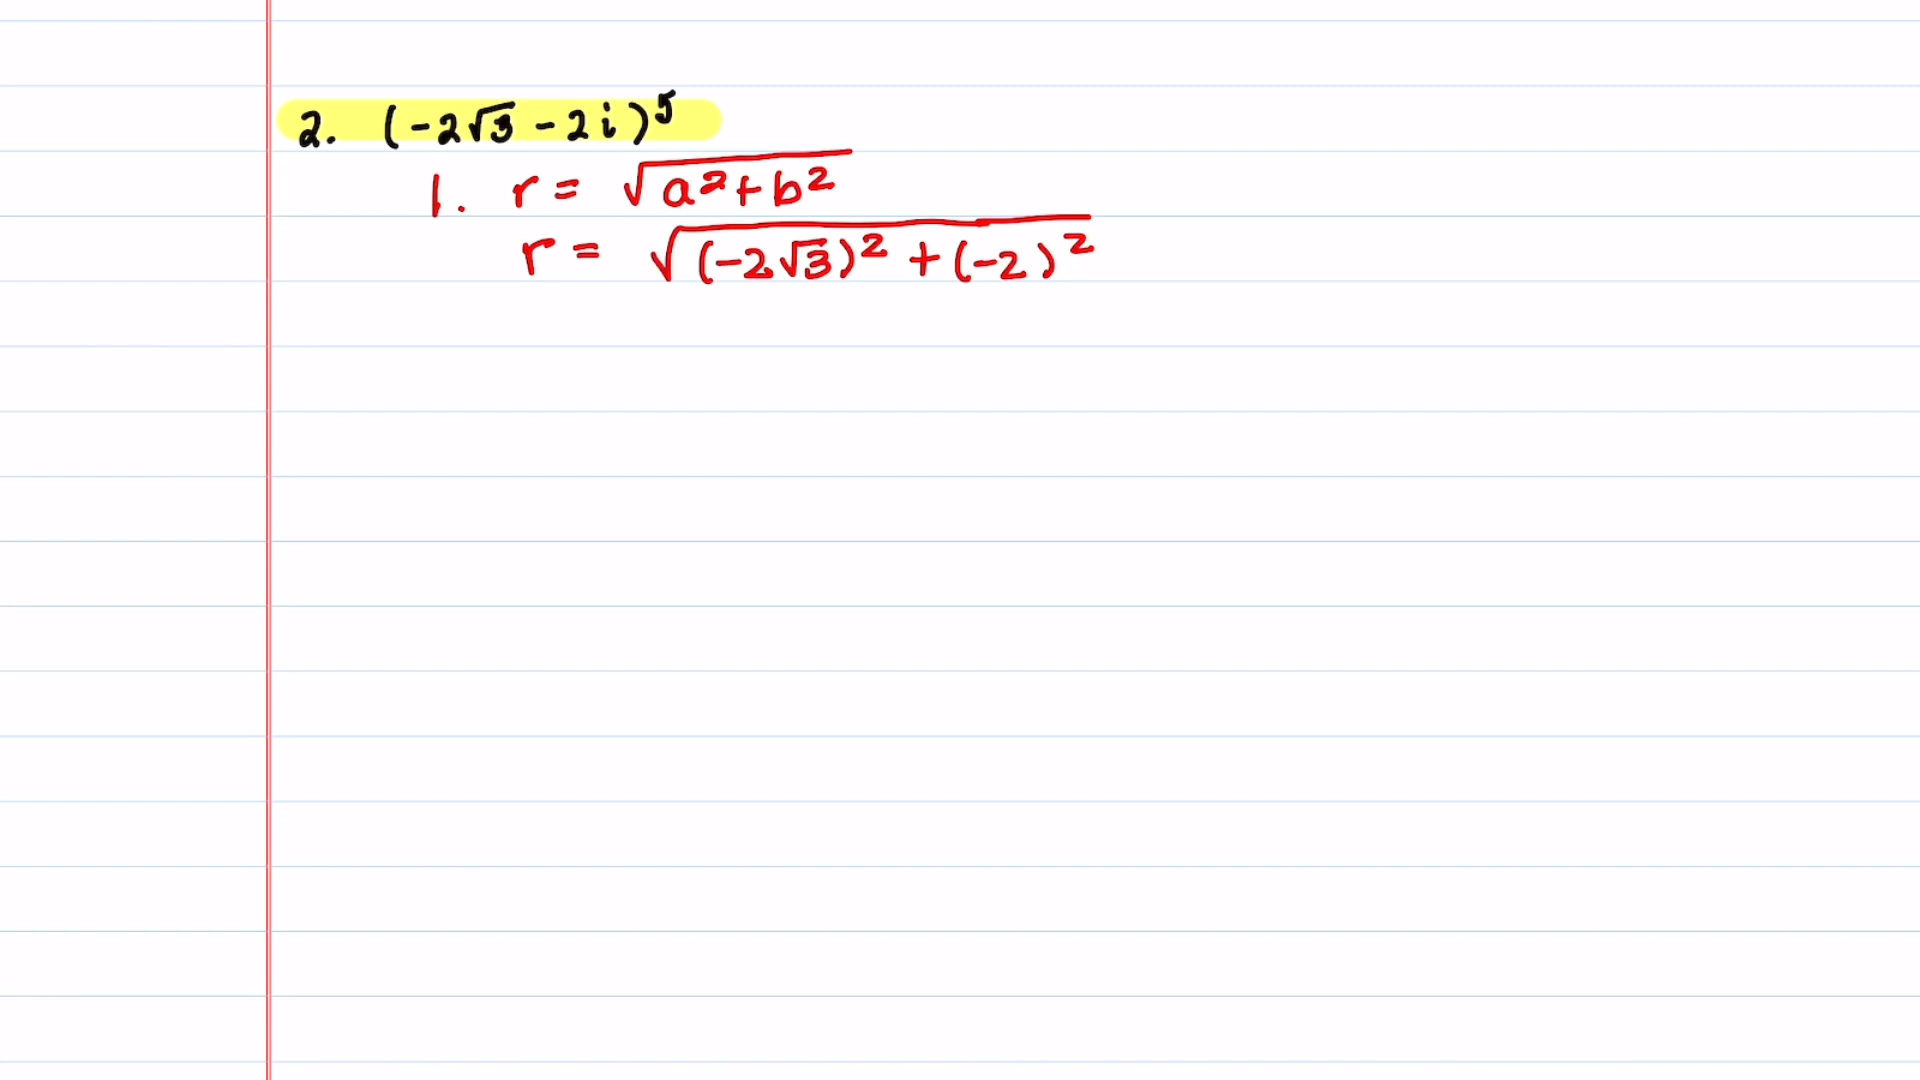 2. (-2√3 - 2i)⁵
1. r = √a²+b²
r = √(-2√3)² + (-2)²